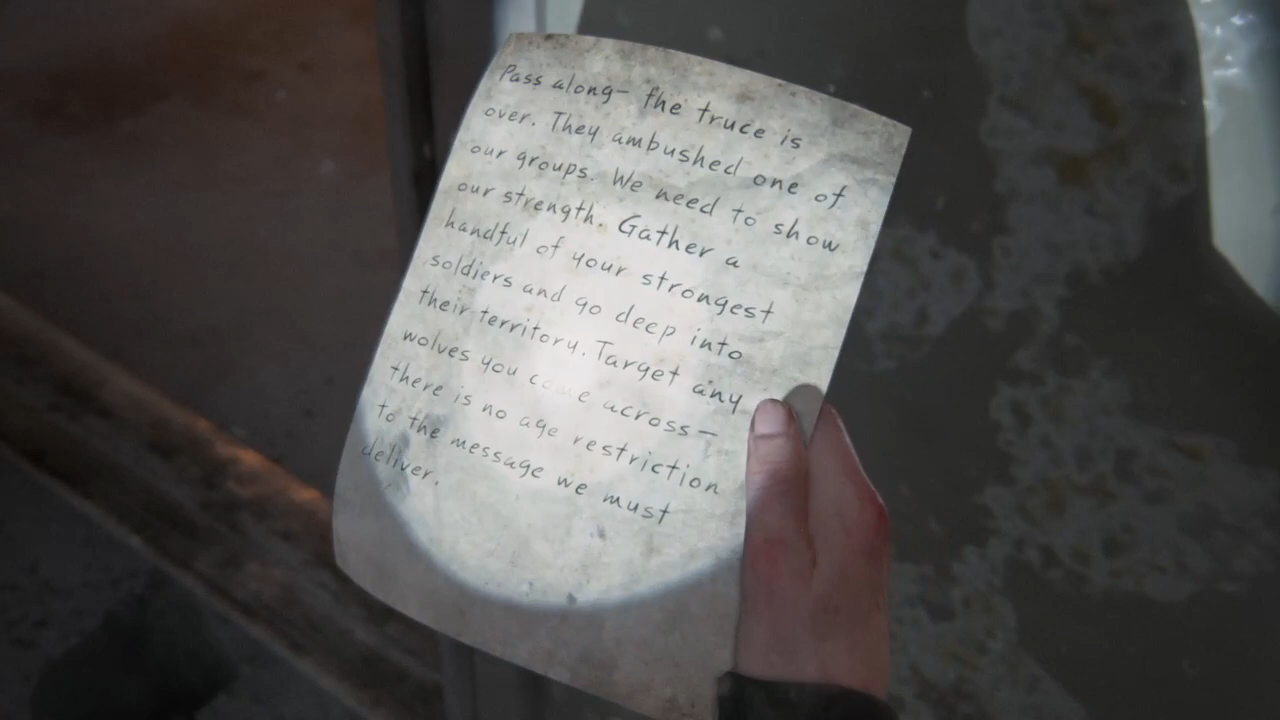 Pass along— the truce is
over. They ambushed one of
our groups. We need to show
our strength. Gather a
handful of your strongest
soldiers and go deep into
their territory. Target any
wolves you come across—
there is no age restriction
to the message we must
deliver.